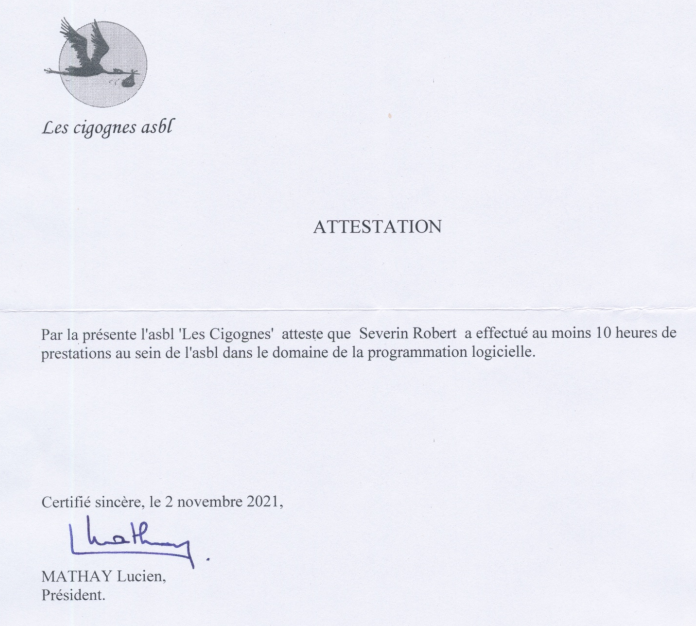 Les cigognes asbl
ATTESTATION
Par la présente l'asbl 'Les Cigognes' atteste que Severin Robert a effectué au moins 10 heures de
prestations au sein de l'asbl dans le domaine de la programmation logicielle.
Certifié sincère, le 2 novembre 2021,
LMathay
MATHAY Lucien,
Président.